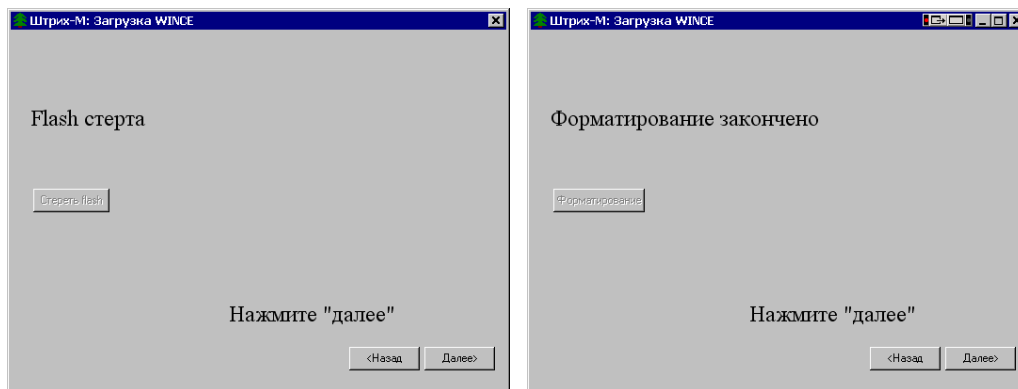 Штрих-М: Загрузка WINCE
Flash стерта
Стереть flash
Нажмите "далее"
<Назад
Далее>
Штрих-М: Загрузка WINCE
Форматирование закончено
Форматирование
Нажмите "далее"
<Назад
Далее>